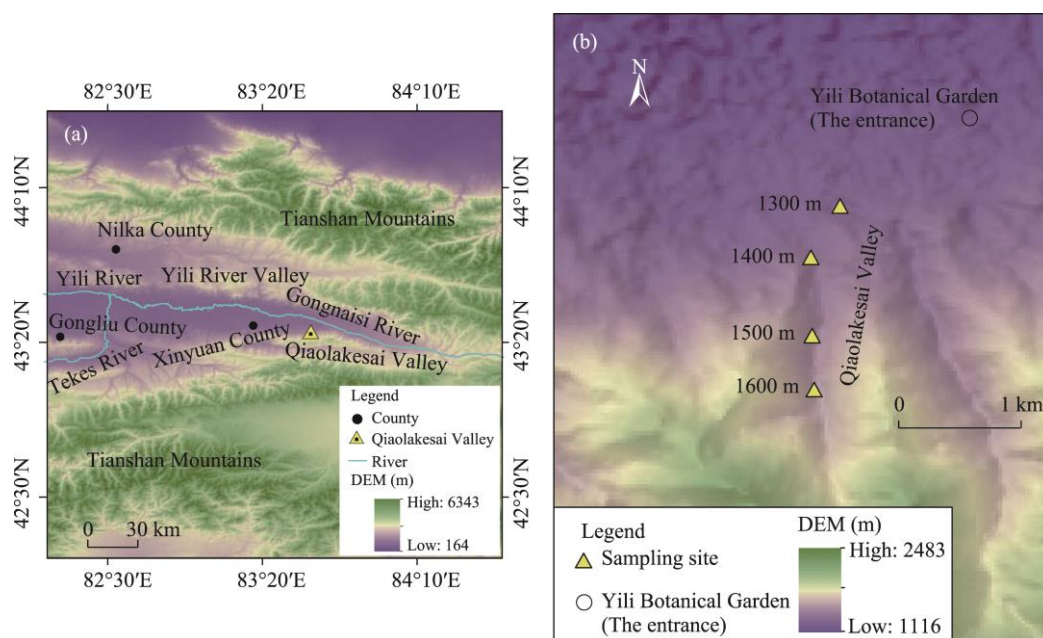 82°30′E
83°20′E
84°10′E
(a)
44°10′N
44°10′N
Tianshan Mountains
Nilka County
Yili River
Yili River Valley
Gongnaisi River
Gongliu County
43°20′N
43°20′N
Xinyuan County
Qiaolakesai Valley
Tekes River
Legend
County
Qiaolakesai Valley
River
DEM (m)
High: 6343
Low: 164
Tianshan Mountains
42°30′N
42°30′N
0
30 km
82°30′E
83°20′E
84°10′E
(b)
N
Yili Botanical Garden
(The entrance)
1300 m
1400 m
Qiaolakesai Valley
1500 m
1600 m
0
1 km
Legend
Sampling site
Yili Botanical Garden
(The entrance)
DEM (m)
High: 2483
Low: 1116